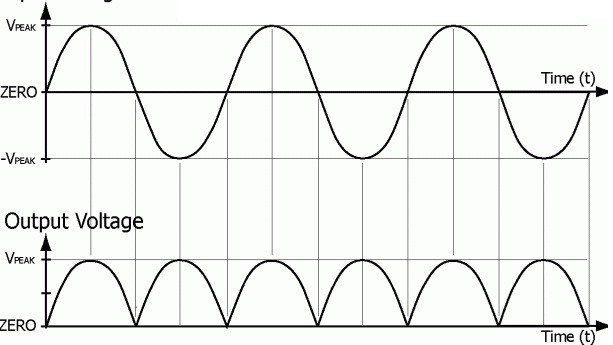 VPEAK
Time (t)
ZERO
-VPEAK
Output Voltage
VPEAK
ZERO
Time (t)